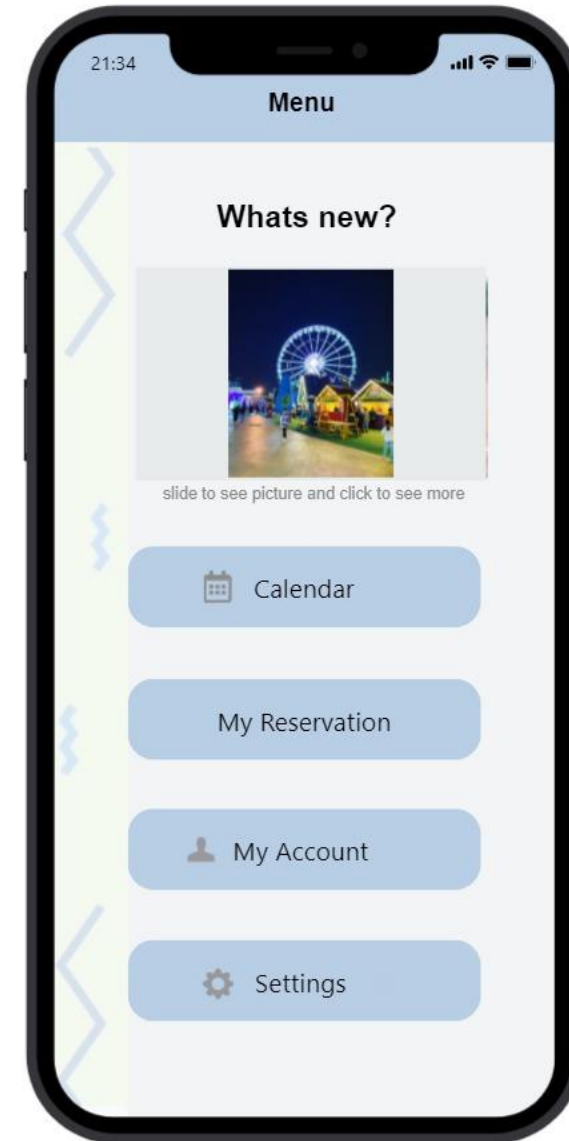 21:34
Menu
Whats new?
slide to see picture and click to see more
Calendar
My Reservation
My Account
Settings